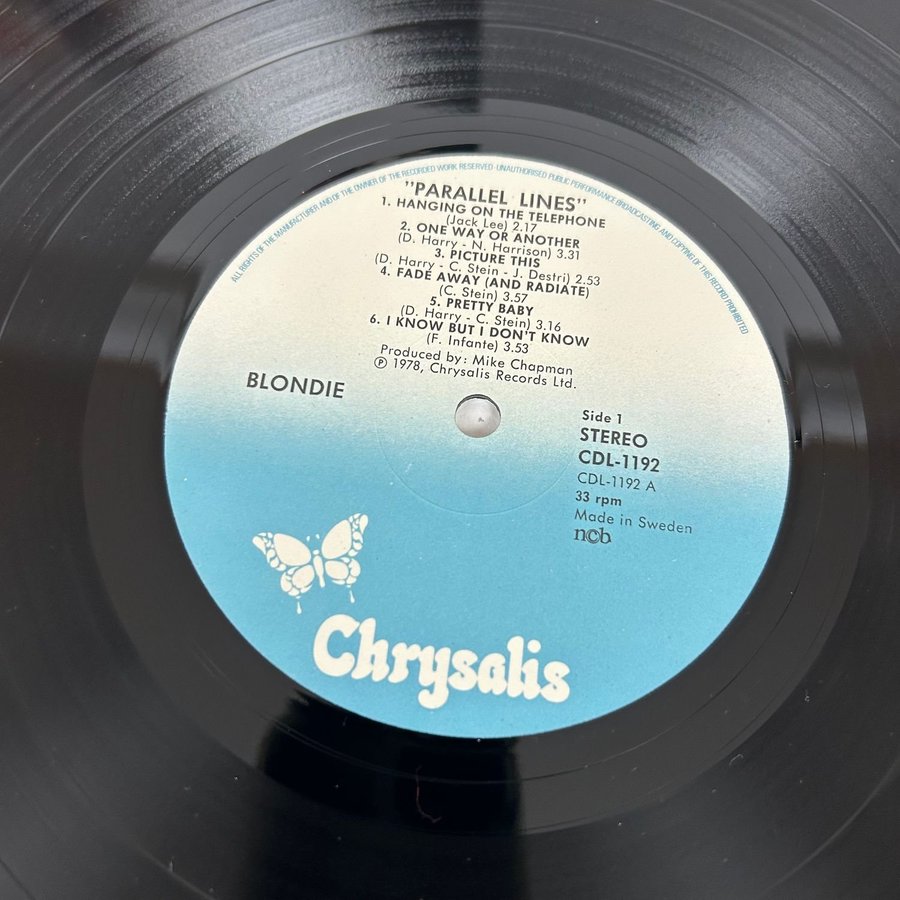 ALL RIGHTS OF THE MANUFACTURER AND OF THE OWNER OF THE RECORDED WORK RESERVED · UNAUTHORISED PUBLIC PERFORMANCE BROADCASTING AND COPYING OF THIS RECORD PROHIBITED
"PARALLEL LINES"
1. HANGING ON THE TELEPHONE
(Jack Lee) 2.17
2. ONE WAY OR ANOTHER
(D. Harry - N. Harrison) 3.31
3. PICTURE THIS
(D. Harry - C. Stein - J. Destri) 2.53
4. FADE AWAY (AND RADIATE)
(C. Stein) 3.57
5. PRETTY BABY
(D. Harry - C. Stein) 3.16
6. I KNOW BUT I DON'T KNOW
(F. Infante) 3.53
Produced by: Mike Chapman
℗ 1978, Chrysalis Records Ltd.
BLONDIE
Side 1
STEREO
CDL-1192
CDL-1192 A
33 rpm
Made in Sweden
ncb
Chrysalis